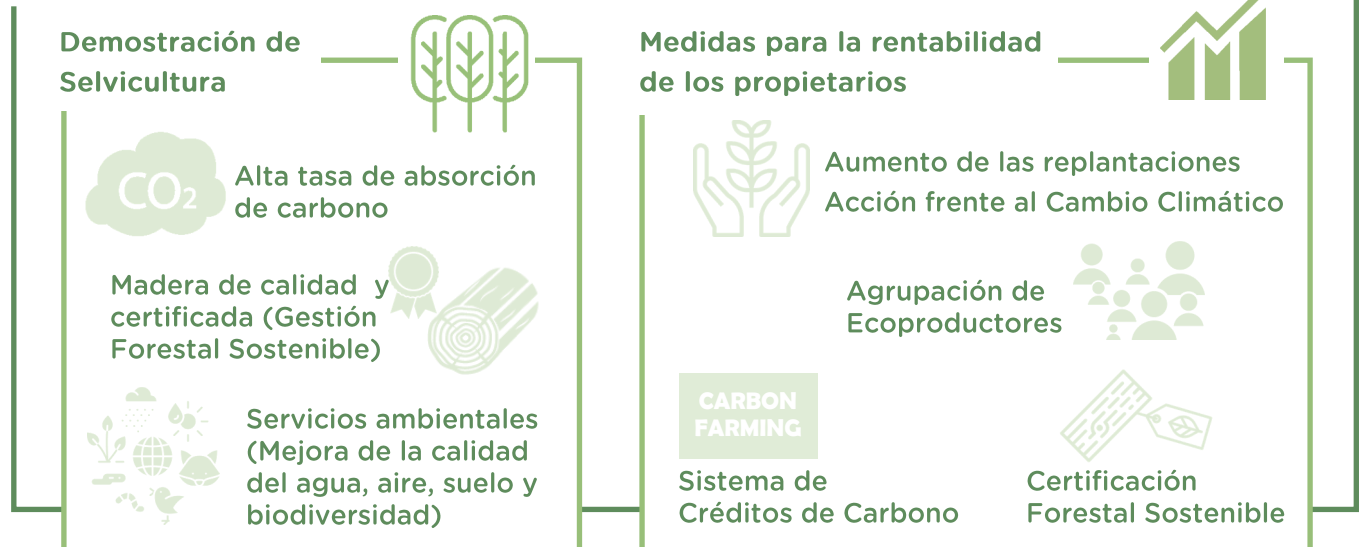 Demostración de
Selvicultura
CO₂
Alta tasa de absorción
de carbono
Madera de calidad y
certificada (Gestión
Forestal Sostenible)
Servicios ambientales
(Mejora de la calidad
del agua, aire, suelo y
biodiversidad)
Medidas para la rentabilidad
de los propietarios
Aumento de las replantaciones
Acción frente al Cambio Climático
Agrupación de
Ecoproductores
CARBON
FARMING
Sistema de
Créditos de Carbono
Certificación
Forestal Sostenible